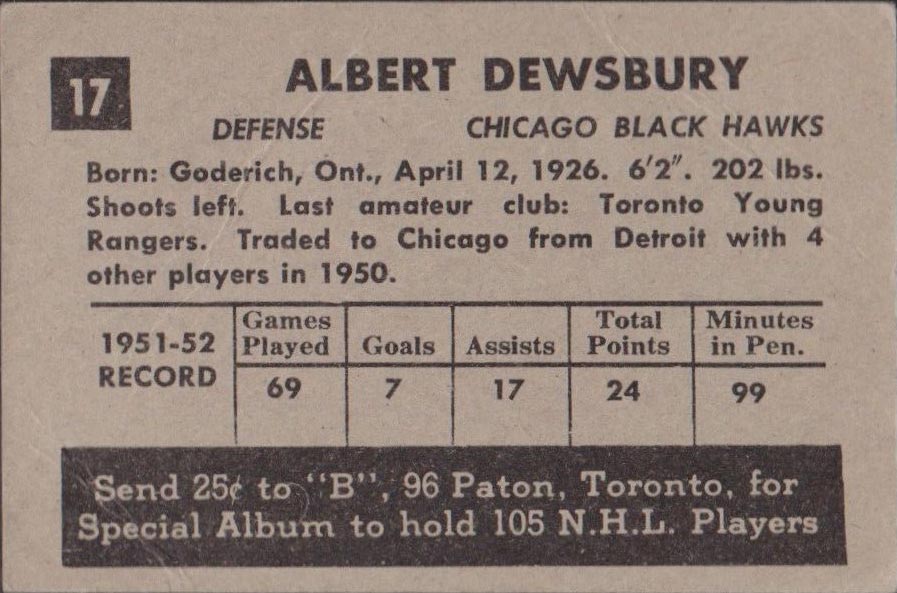 17
ALBERT DEWSBURY
DEFENSE CHICAGO BLACK HAWKS
Born: Goderich, Ont., April 12, 1926. 6'2". 202 lbs.
Shoots left. Last amateur club: Toronto Young
Rangers. Traded to Chicago from Detroit with 4
other players in 1950.
1951-52 RECORD
Games Played Goals Assists Total Points Minutes in Pen.
69 7 17 24 99
Send 25¢ to "B", 96 Paton, Toronto, for
Special Album to hold 105 N.H.L. Players